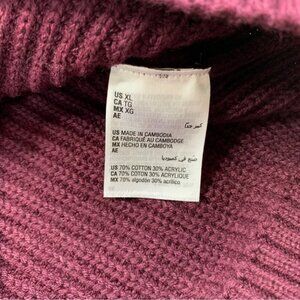 US XL
CA TG
MX XG
AE كبير جدًا
US MADE IN CAMBODIA
CA FABRIQUÉ AU CAMBODGE
MX HECHO EN CAMBOYA
AE صنع في كمبوديا
US 70% COTTON 30% ACRYLIC
CA 70% COTON 30% ACRYLIQUE
MX 70% algodón 30% acrílico